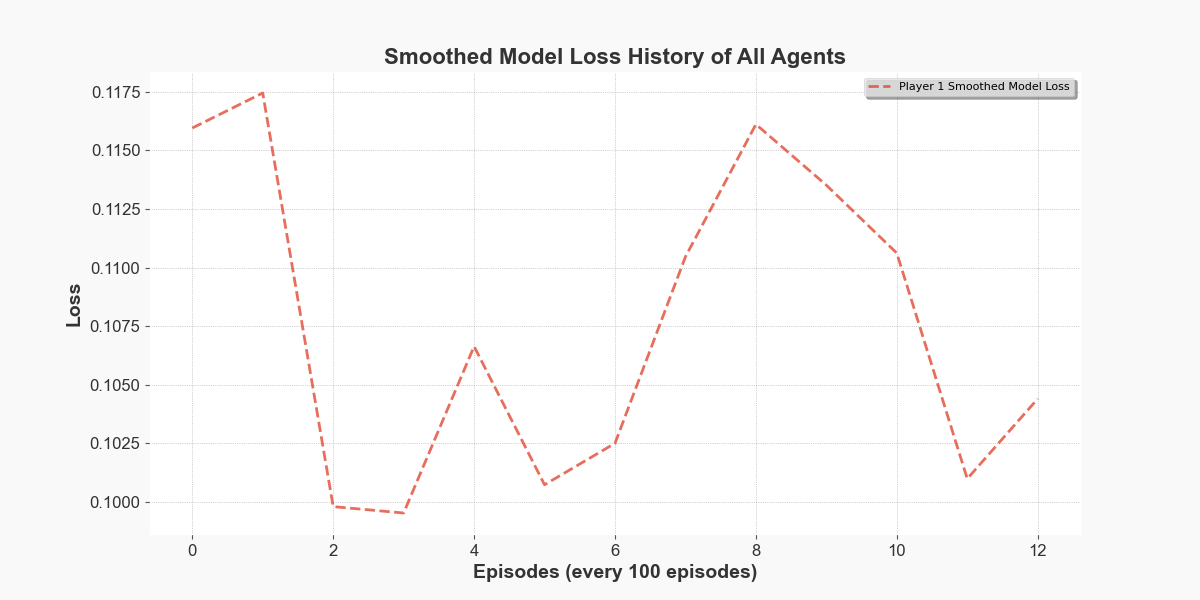 Smoothed Model Loss History of All Agents
Player 1 Smoothed Model Loss
0.1175
0.1150
0.1125
0.1100
0.1075
0.1050
0.1025
0.1000
Loss
0 2 4 6 8 10 12
Episodes (every 100 episodes)